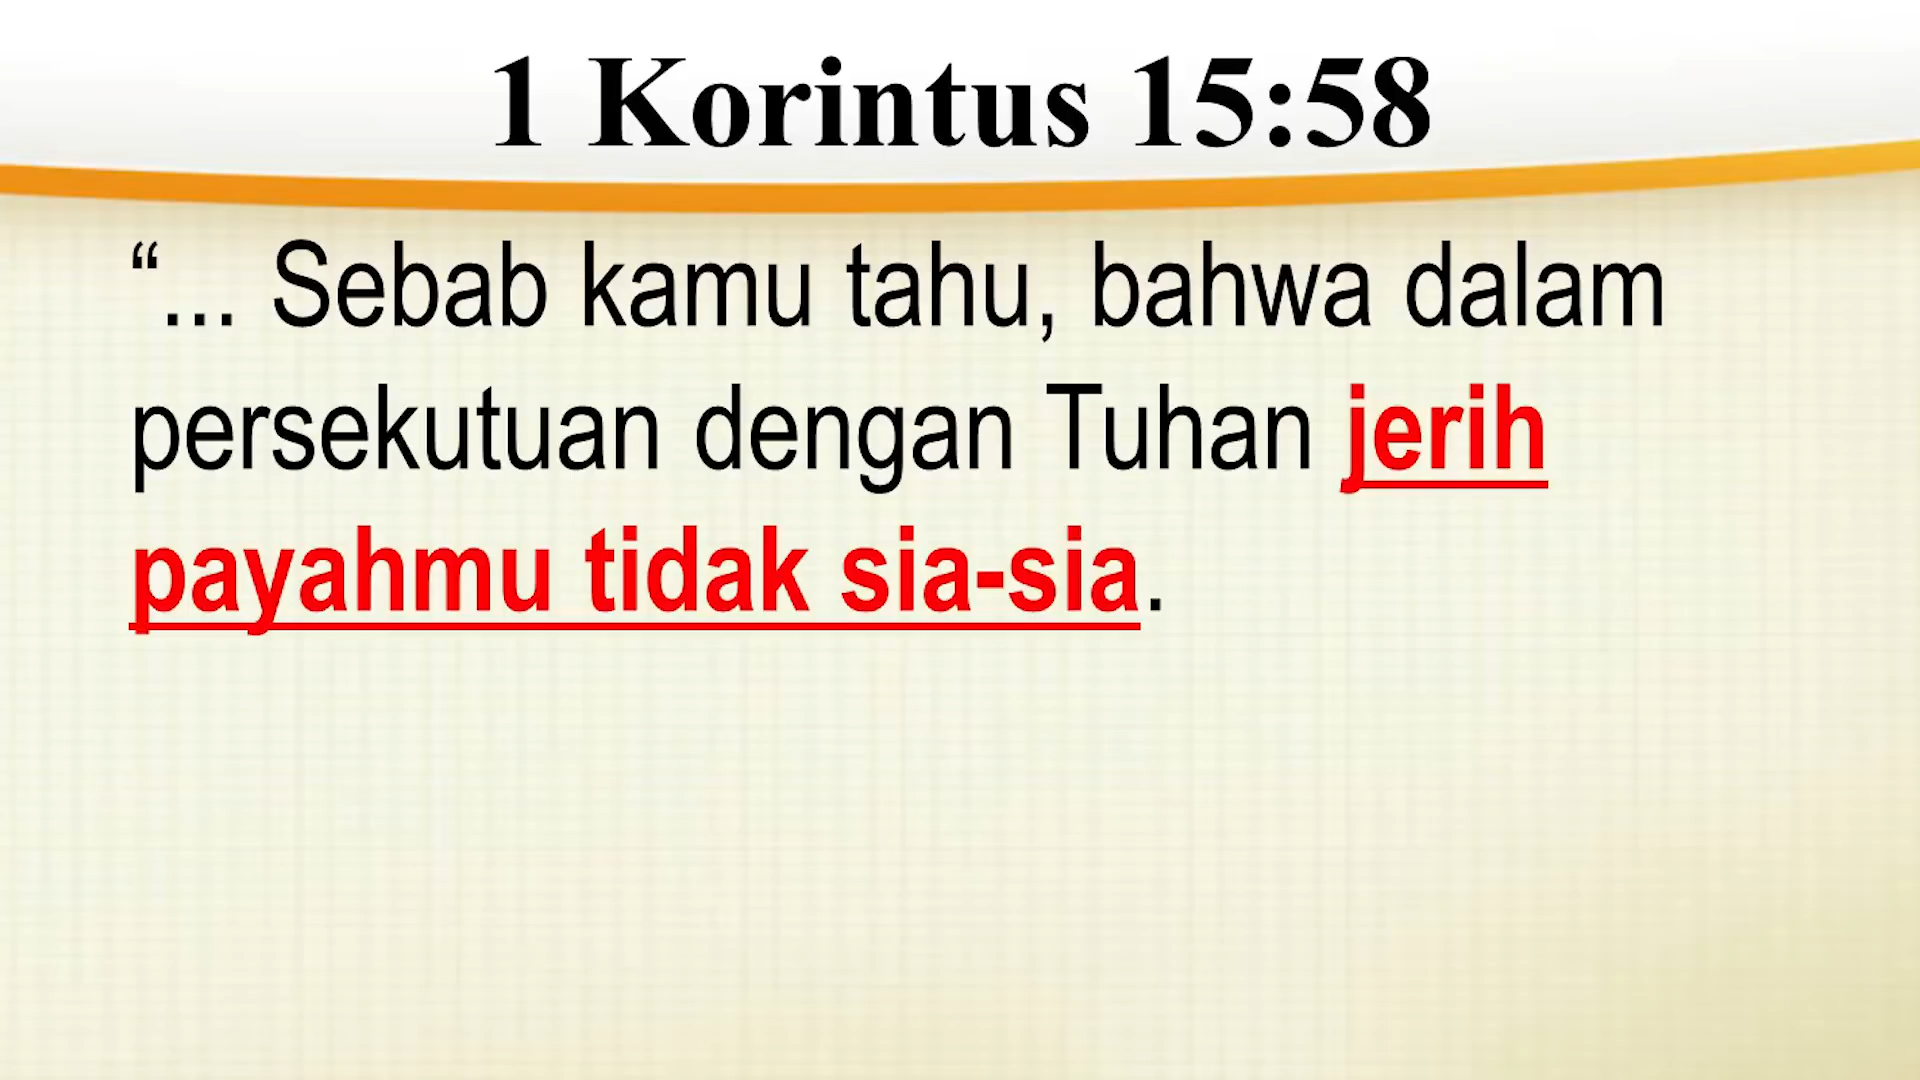 1 Korintus 15:58
“... Sebab kamu tahu, bahwa dalam
persekutuan dengan Tuhan jerih
payahmu tidak sia-sia.